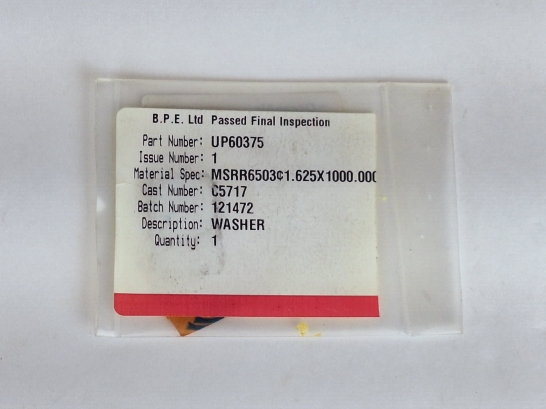 B.P.E. Ltd Passed Final Inspection
Part Number: UP60375
Issue Number: 1
Material Spec: MSRR6503¢1.625X1000.000
Cast Number: C5717
Batch Number: 121472
Description: WASHER
Quantity: 1